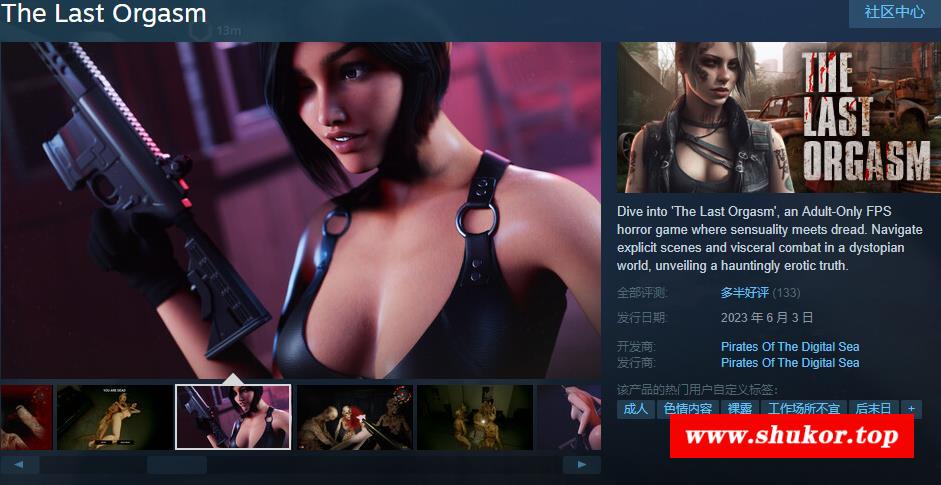 The Last Orgasm
社区中心
13m
THE
LAST
ORGASM
Dive into 'The Last Orgasm', an Adult-Only FPS
horror game where sensuality meets dread. Navigate
explicit scenes and visceral combat in a dystopian
world, unveiling a hauntingly erotic truth.
全部评测: 多半好评 (133)
发行日期: 2023 年 6 月 3 日
开发商: Pirates Of The Digital Sea
发行商: Pirates Of The Digital Sea
该产品的热门用户自定义标签:
成人 色情内容 裸露 工作场所不宜 后末日 +
www.shukor.top
YOU ARE DEAD